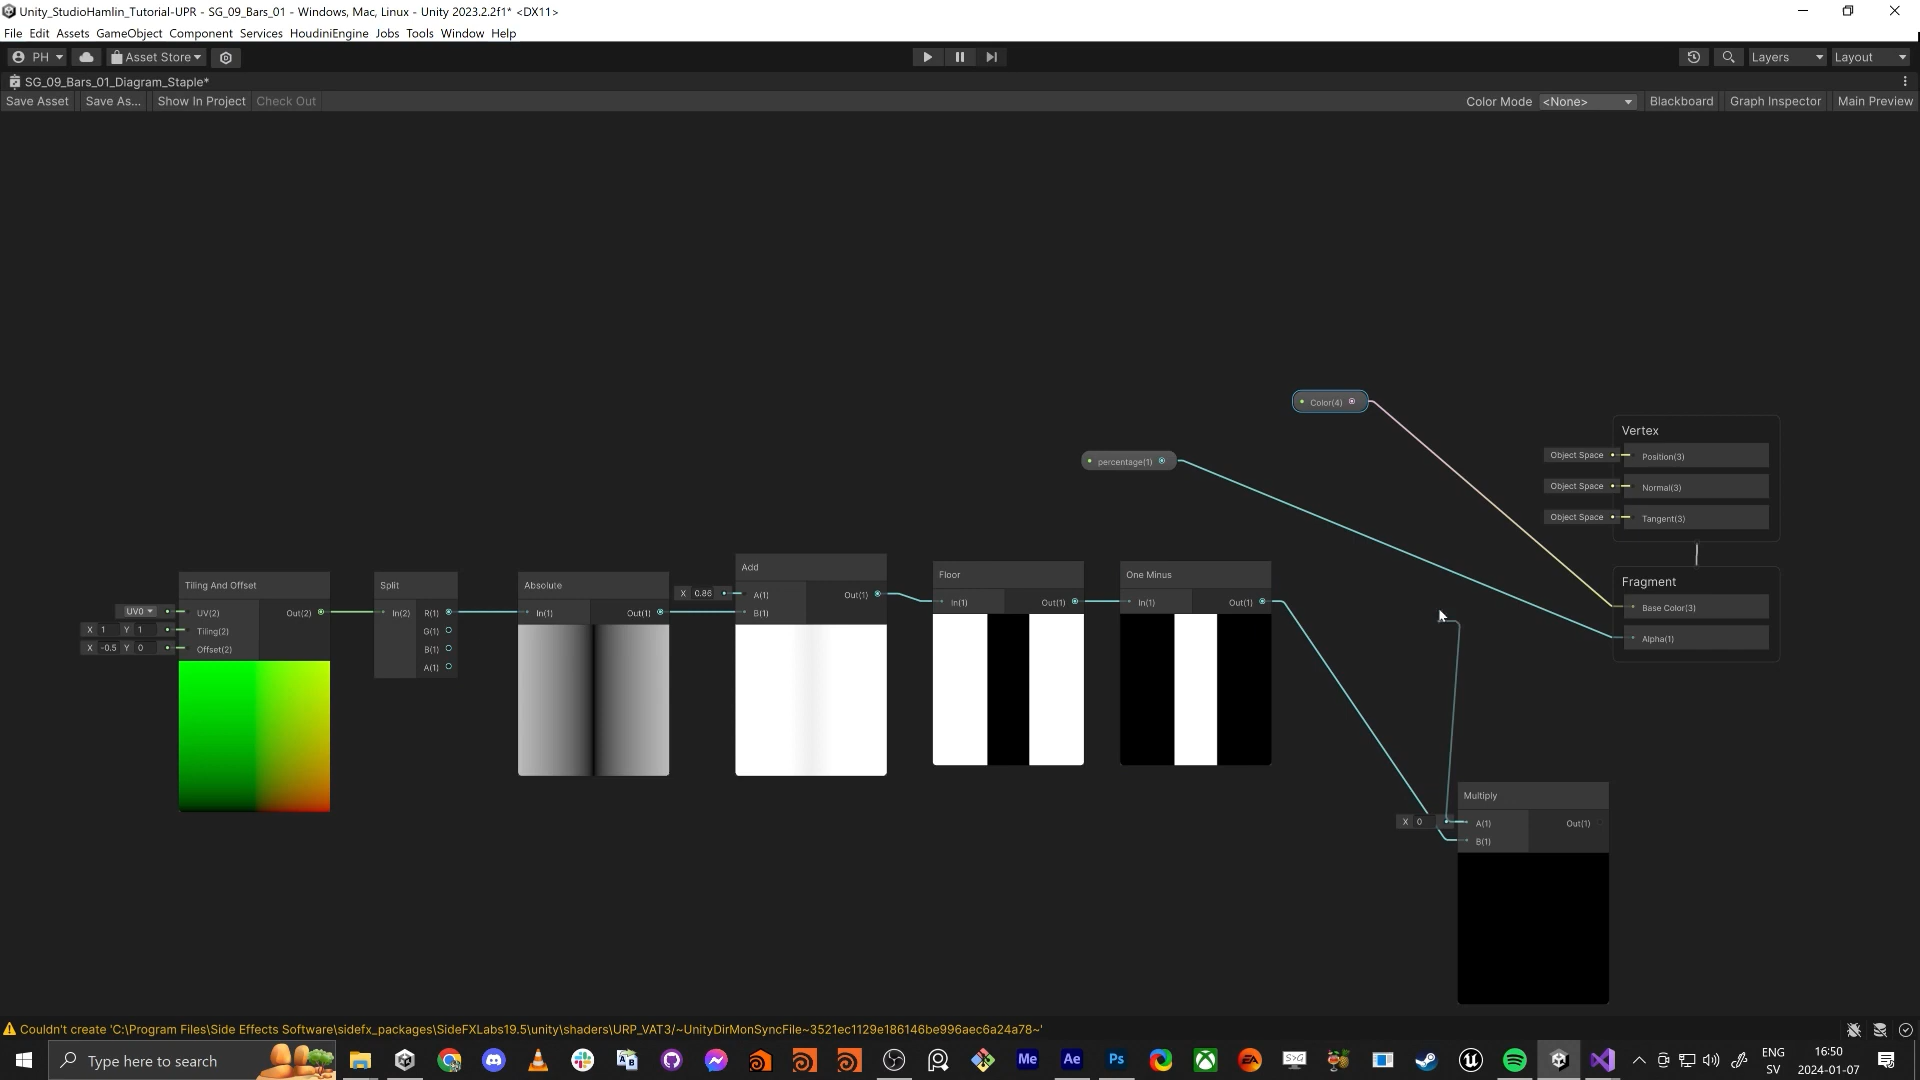 Unity_StudioHamlin_Tutorial-UPR - SG_09_Bars_01 - Windows, Mac, Linux - Unity 2023.2.2f1* <DX11>
File Edit Assets GameObject Component Services HoudiniEngine Jobs Tools Window Help
PH Asset Store Layers Layout
SG_09_Bars_01_Diagram_Staple*
Save Asset Save As... Show In Project Check Out Color Mode <None> Blackboard Graph Inspector Main Preview
Color(4)
Vertex
Object Space Position(3)
percentage(1)
Object Space Normal(3)
Object Space Tangent(3)
Add
Floor
One Minus
Fragment
Tiling And Offset
Split
Absolute
X 0.86 A(1) Out(1)
In(1) Out(1)
In(1) Out(1)
Base Color(3)
UV0 UV(2) Out(2)
In(2) R(1)
In(1) Out(1)
B(1)
X 1 Y 1 Tiling(2)
G(1)
Alpha(1)
X -0.5 Y 0 Offset(2)
B(1)
A(1)
Multiply
X 0 A(1) Out(1)
B(1)
Couldn't create 'C:\Program Files\Side Effects Software\sidefx_packages\SideFXLabs19.5\unity\shaders\URP_VAT3/~UnityDirMonSyncFile~3521ec1129e186146be996aec6a24a78~'
Type here to search
Me Ae Ps EA S>G
ENG
SV
16:50
2024-01-07